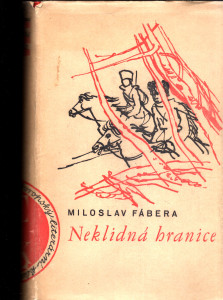 MILOSLAV FÁBERA
Neklidná hranice